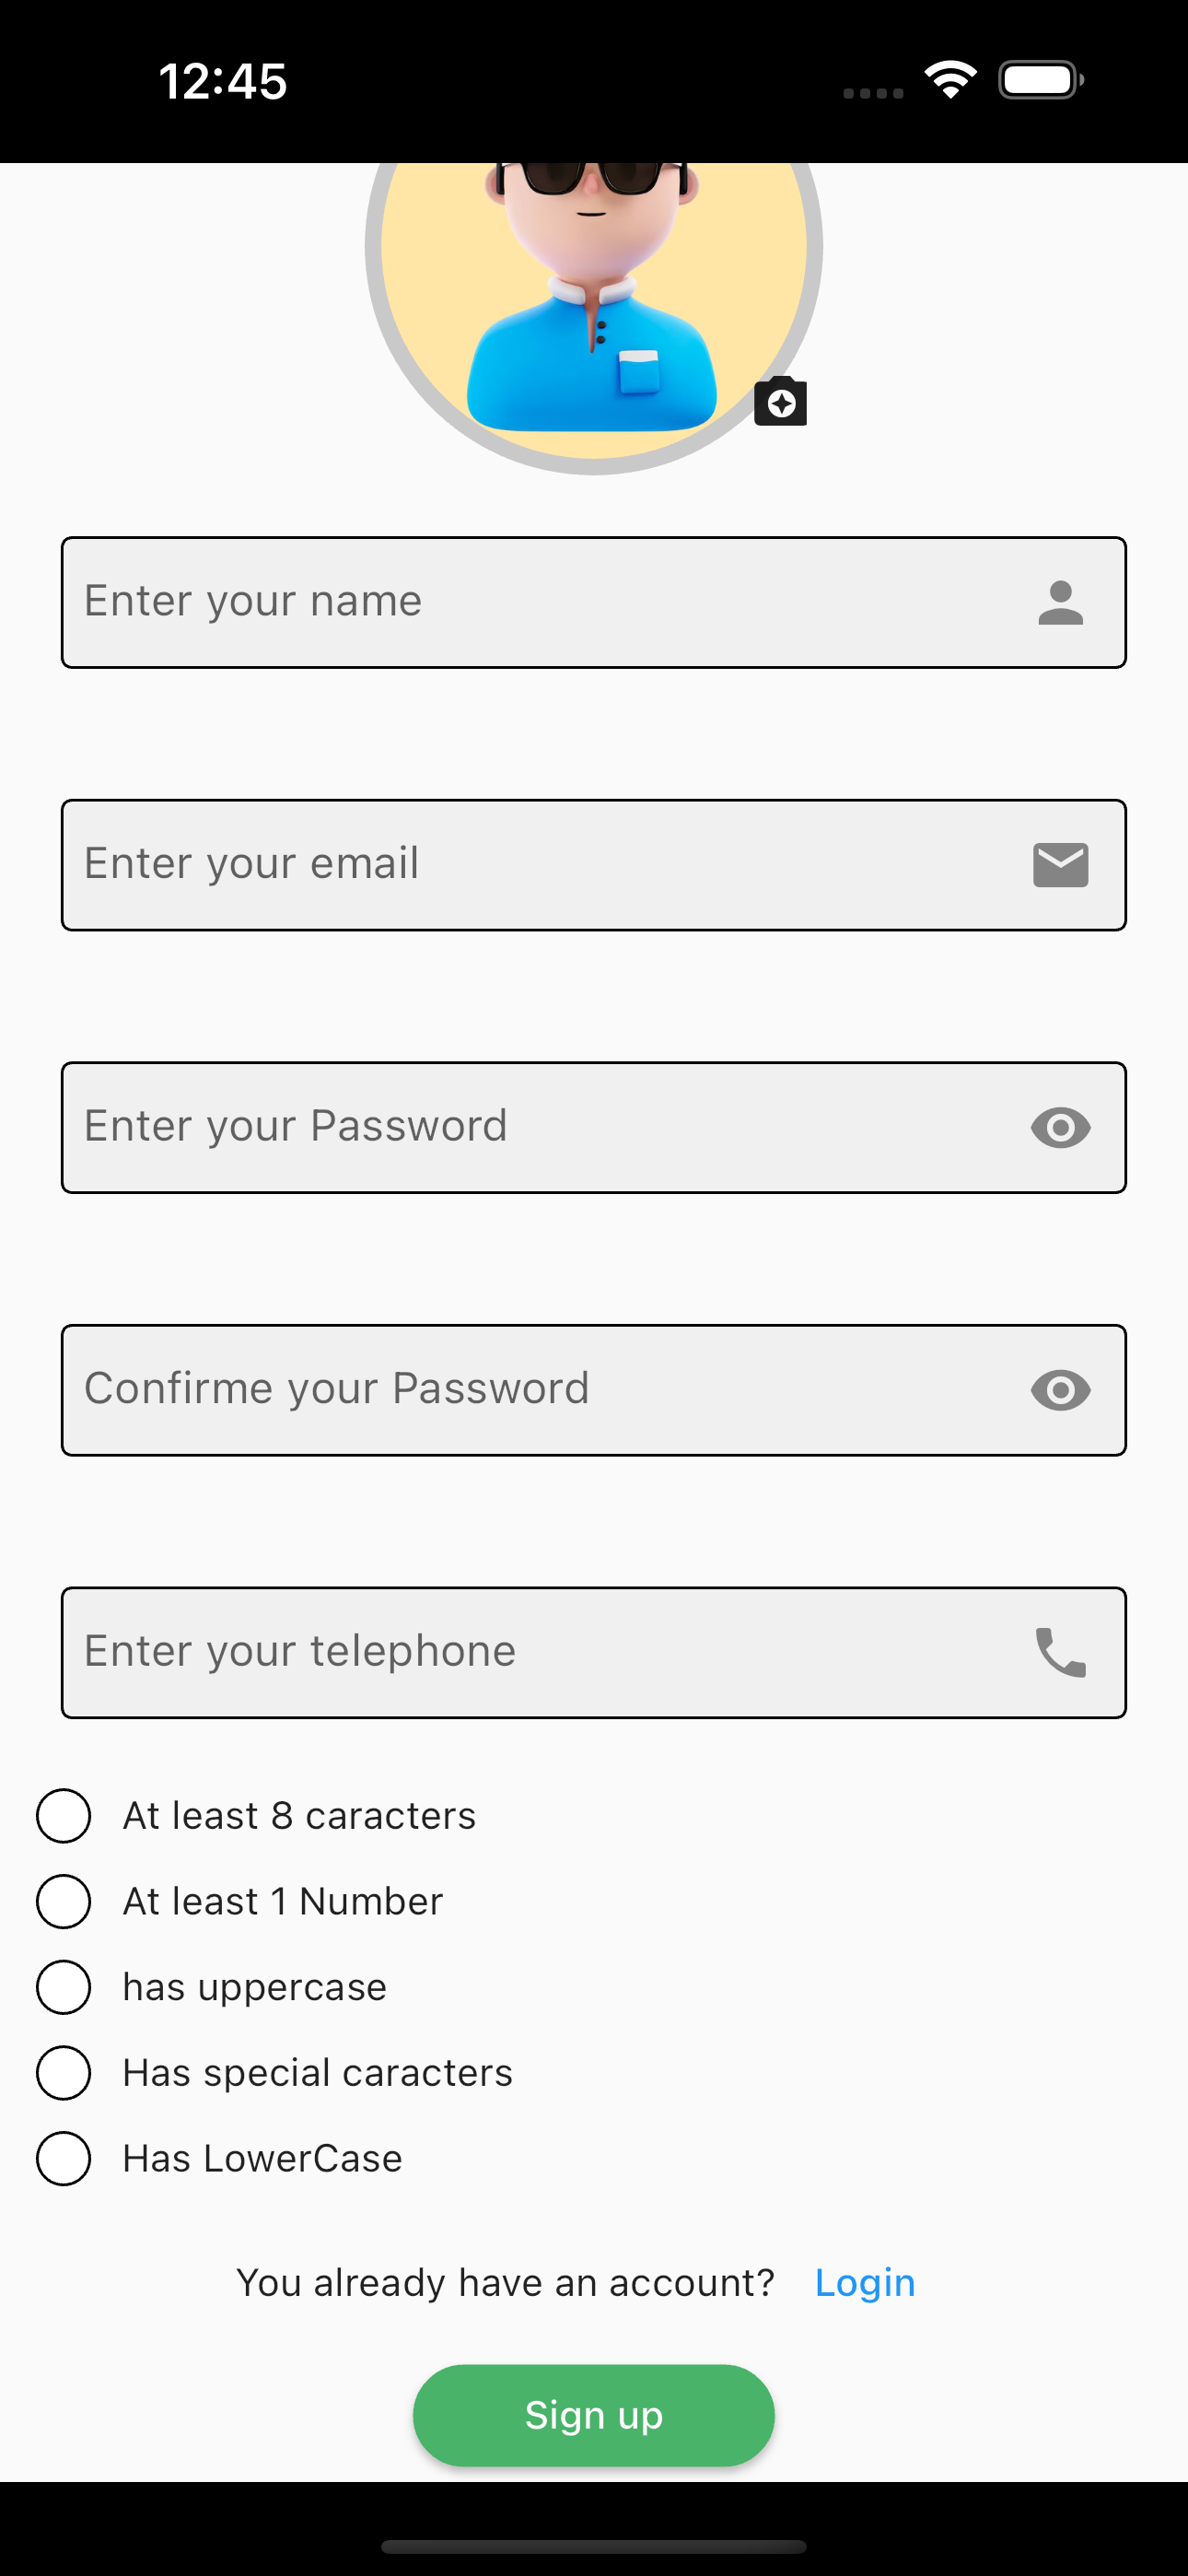 12:45
Enter your name
Enter your email
Enter your Password
Confirme your Password
Enter your telephone
At least 8 caracters
At least 1 Number
has uppercase
Has special caracters
Has LowerCase
You already have an account? Login
Sign up